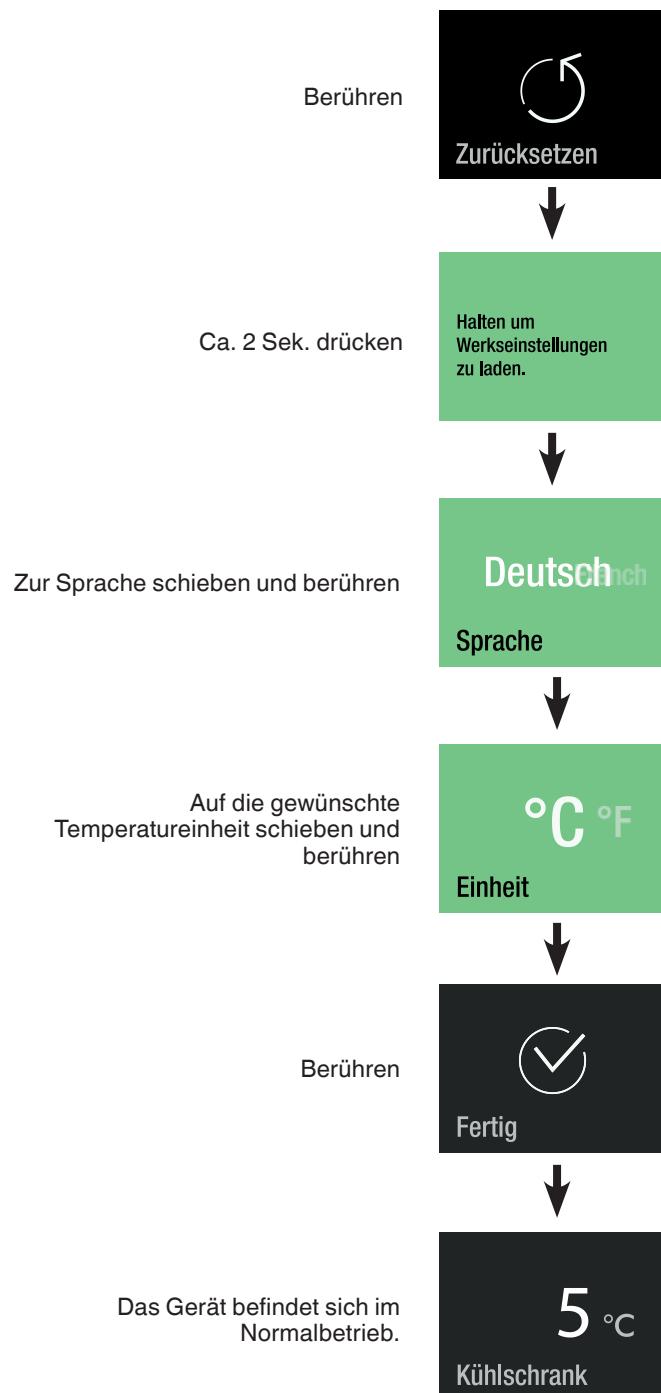 Berühren
Zurücksetzen
Ca. 2 Sek. drücken
Halten um
Werkseinstellungen
zu laden.
Zur Sprache schieben und berühren
Deutsch
Sprache
Auf die gewünschte
Temperatureinheit schieben und
berühren
°C °F
Einheit
Berühren
Fertig
Das Gerät befindet sich im
Normalbetrieb.
5 °C
Kühlschrank